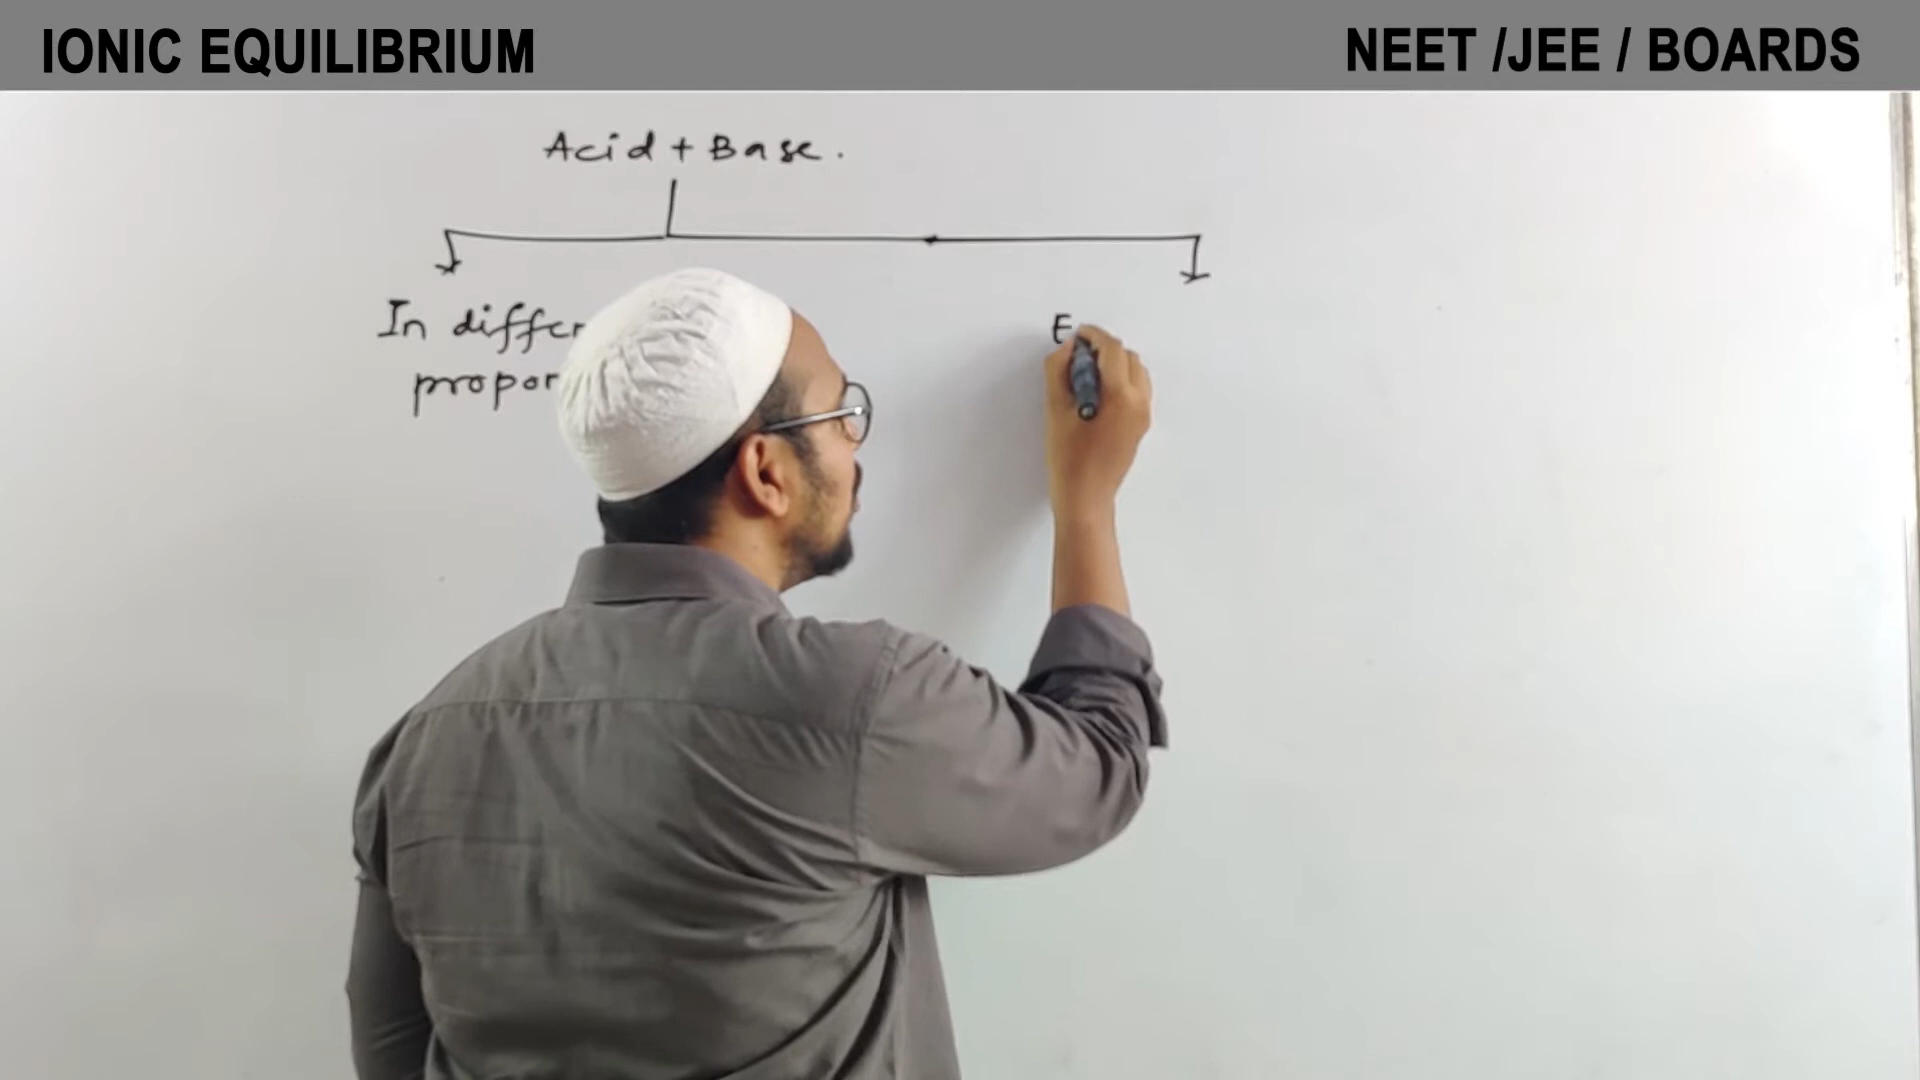 IONIC EQUILIBRIUM
NEET /JEE / BOARDS
Acid + Base.
In differ
propor
E